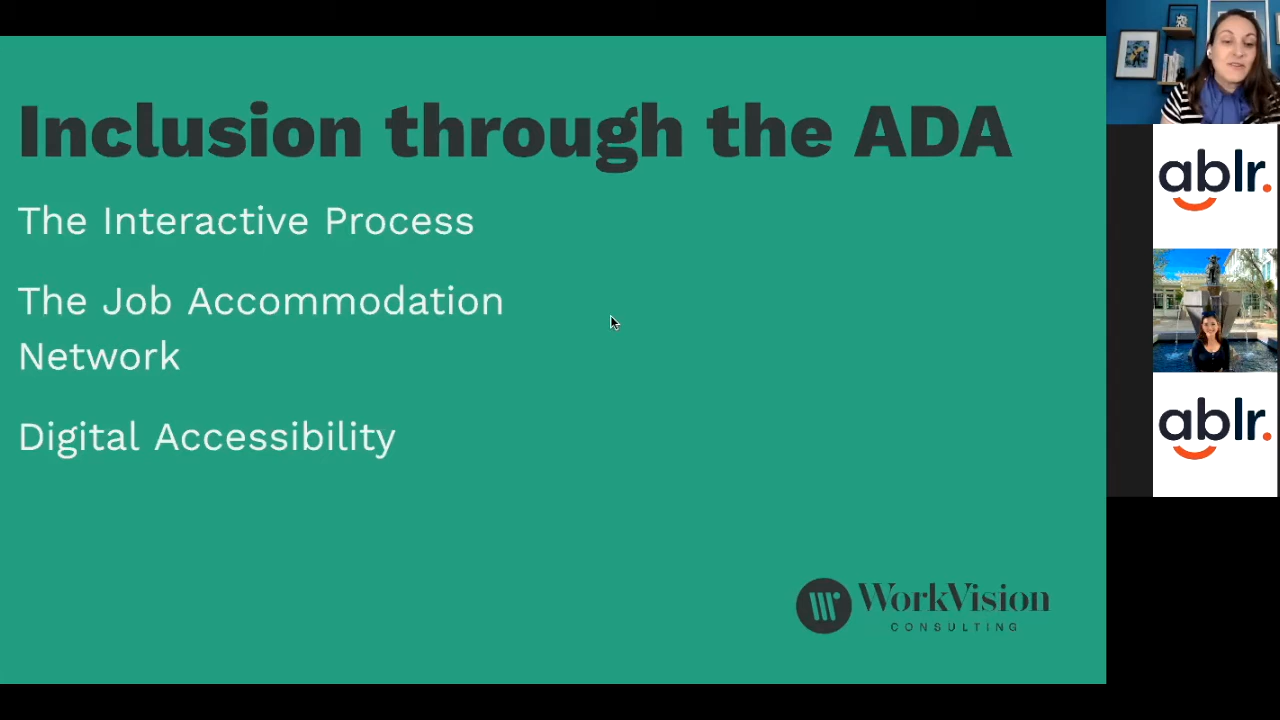 Inclusion through the ADA
The Interactive Process
The Job Accommodation
Network
Digital Accessibility
WorkVision
CONSULTING
ablr.
ablr.